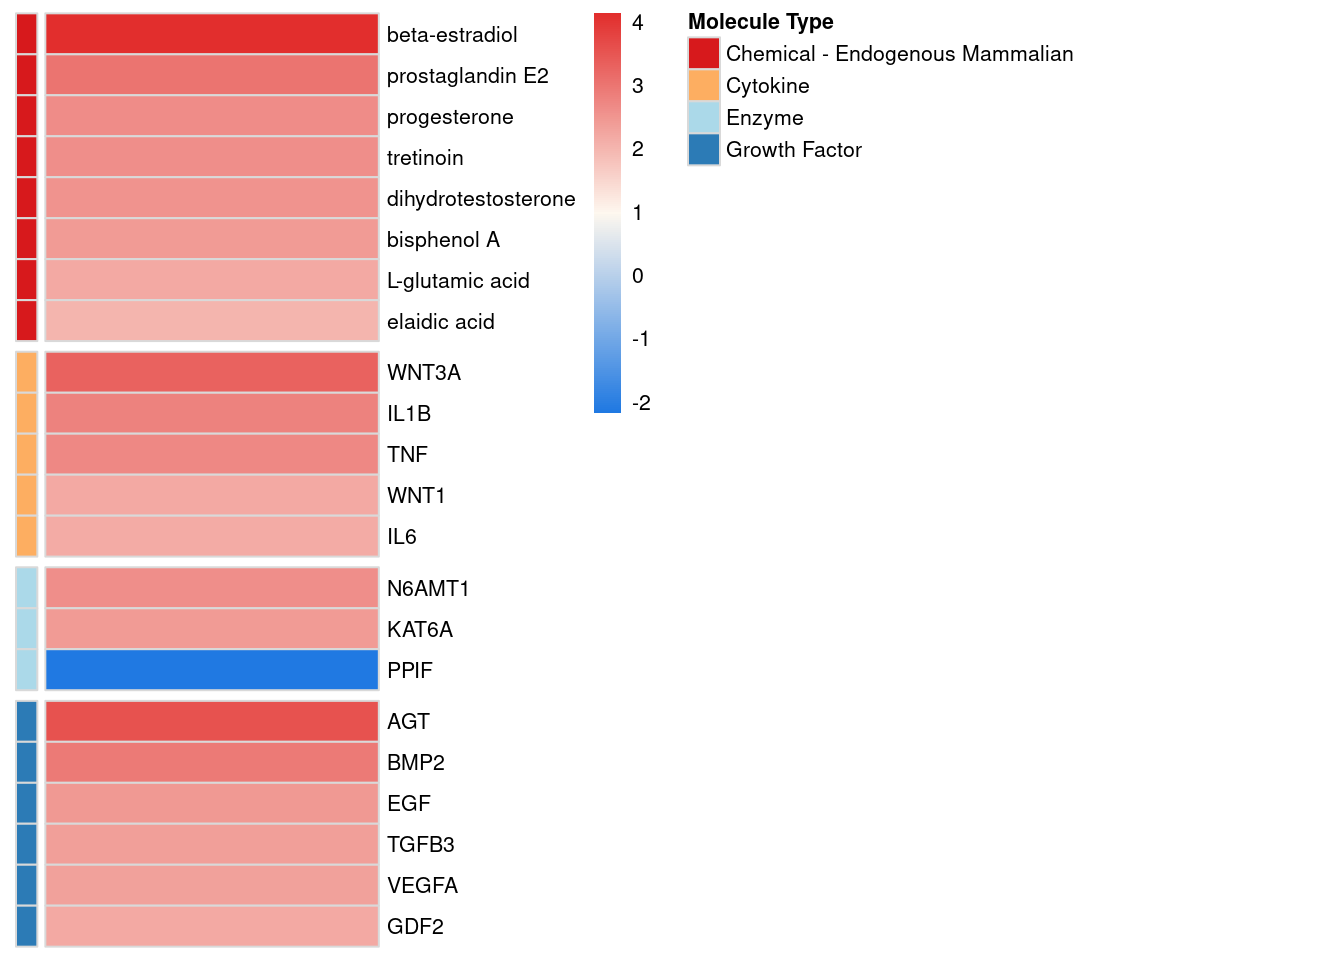 beta-estradiol
prostaglandin E2
progesterone
tretinoin
dihydrotestosterone
bisphenol A
L-glutamic acid
elaidic acid
WNT3A
IL1B
TNF
WNT1
IL6
N6AMT1
KAT6A
PPIF
AGT
BMP2
EGF
TGFB3
VEGFA
GDF2
4
3
2
1
0
-1
-2
Molecule Type
Chemical - Endogenous Mammalian
Cytokine
Enzyme
Growth Factor